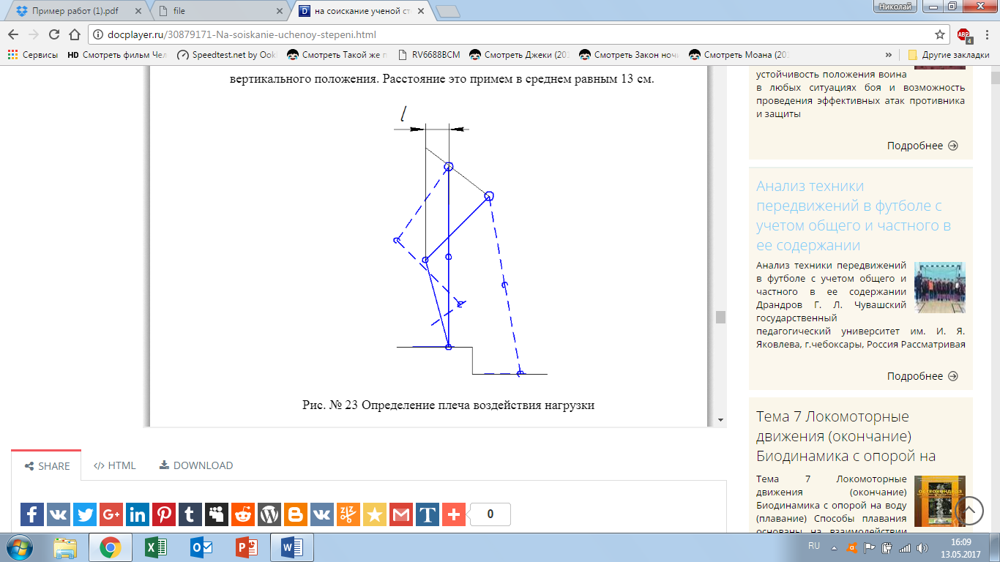 Пример работ (1).pdf
file
на соискание ученой ст
Николай
docplayer.ru/30879171-Na-soiskanie-uchenoy-stepeni.html
ABP
4
Сервисы
HD Смотреть фильм Чел
Speedtest.net by Ook
Смотреть Такой же п
RV6688BCM
Смотреть Джеки (20
Смотреть Закон ноч
Смотреть Моана (20
»
Другие закладки
вертикального положения. Расстояние это примем в среднем равным 13 см.
l
Рис. № 23 Определение плеча воздействия нагрузки
устойчивость положения воина
в любых ситуациях боя и возможность
проведения эффективных атак противника
и защиты
Подробнее
Анализ техники
передвижений в футболе с
учетом общего и частного в
ее содержании
Анализ техники передвижений
в футболе с учетом общего и
частного в ее содержании
Драндров Г. Л. Чувашский
государственный
педагогический университет им. И. Я.
Яковлева, г.чебоксары, Россия Рассматривая
Подробнее
Тема 7 Локомоторные
движения (окончание)
Биодинамика с опорой на
Тема 7 Локомоторные
движения (окончание)
Биодинамика с опорой на воду
(плавание) Способы плавания
основаны на взаимодействии
SHARE
HTML
DOWNLOAD
0
RU
16:09
13.05.2017